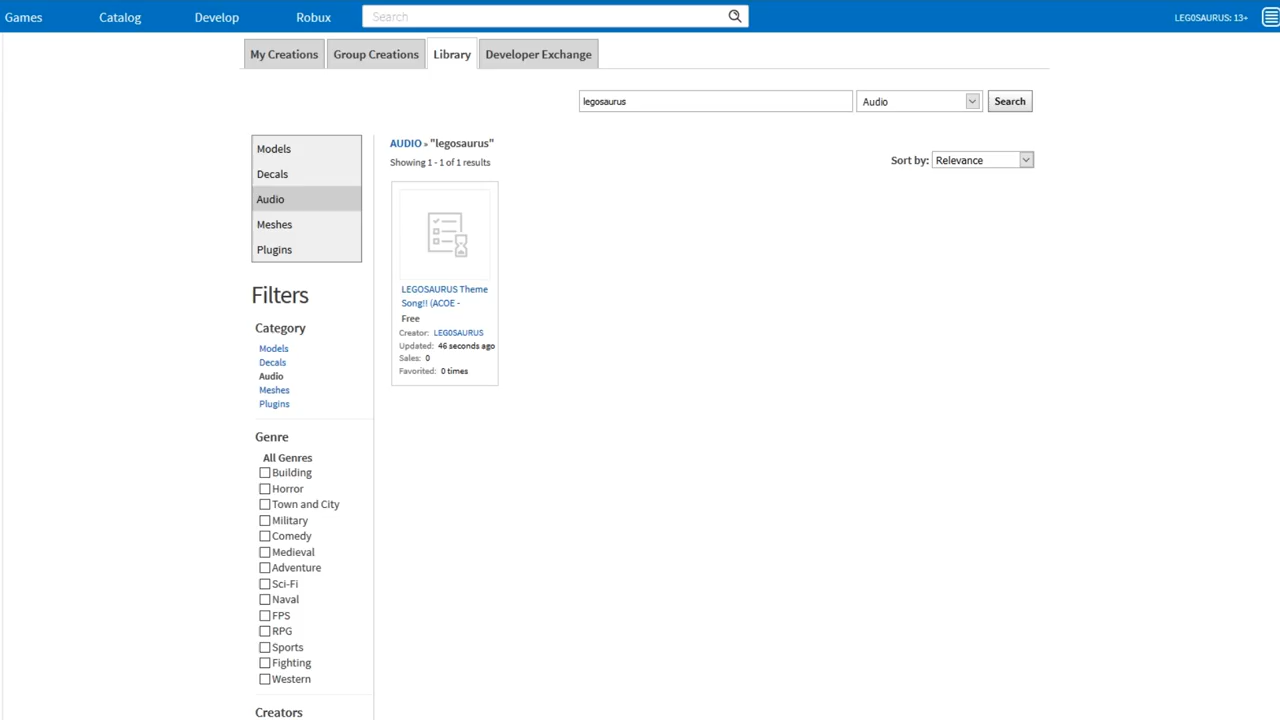 Games Catalog Develop Robux Search LEG0SAURUS: 13+
My Creations Group Creations Library Developer Exchange
legosaurus Audio Search
Models
Decals
Audio
Meshes
Plugins
AUDIO » "legosaurus"
Showing 1 - 1 of 1 results
Sort by: Relevance
LEGOSAURUS Theme
Song!! (ACOE -
Free
Creator: LEG0SAURUS
Updated: 46 seconds ago
Sales: 0
Favorited: 0 times
Filters
Category
Models
Decals
Audio
Meshes
Plugins
Genre
All Genres
Building
Horror
Town and City
Military
Comedy
Medieval
Adventure
Sci-Fi
Naval
FPS
RPG
Sports
Fighting
Western
Creators